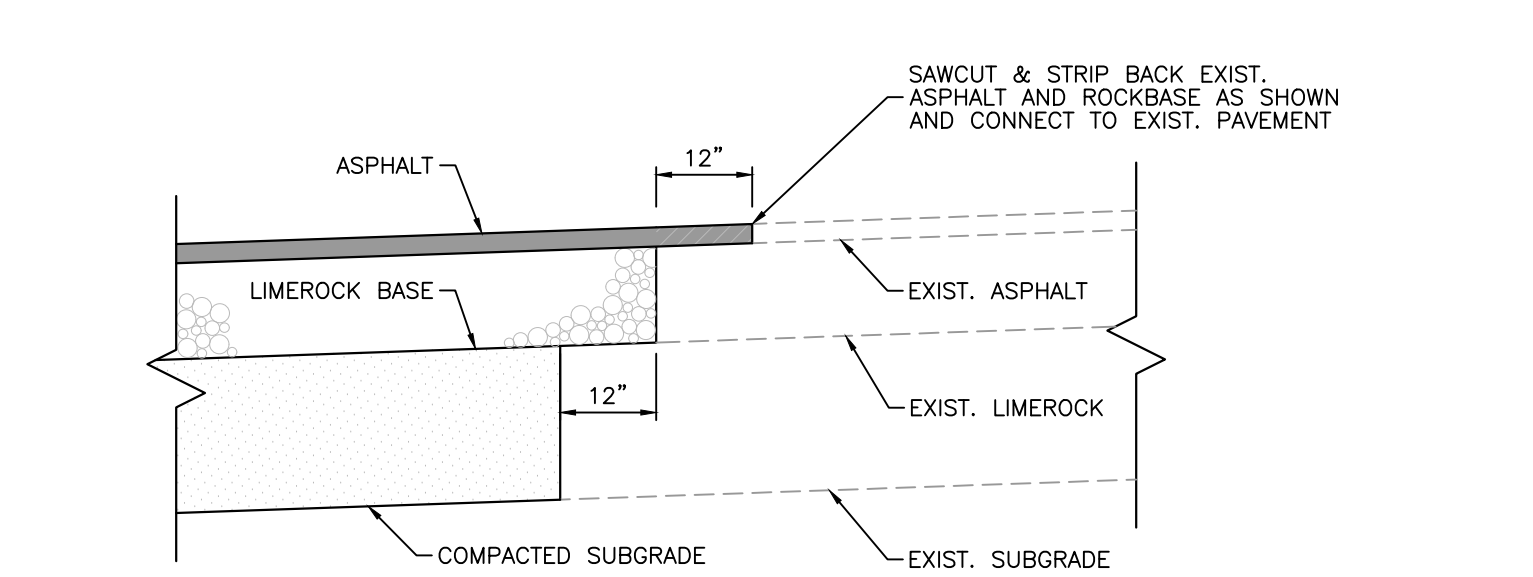 SAWCUT & STRIP BACK EXIST.
ASPHALT AND ROCKBASE AS SHOWN
AND CONNECT TO EXIST. PAVEMENT
12”
ASPHALT
LIMEROCK BASE
EXIST. ASPHALT
12”
EXIST. LIMEROCK
COMPACTED SUBGRADE
EXIST. SUBGRADE